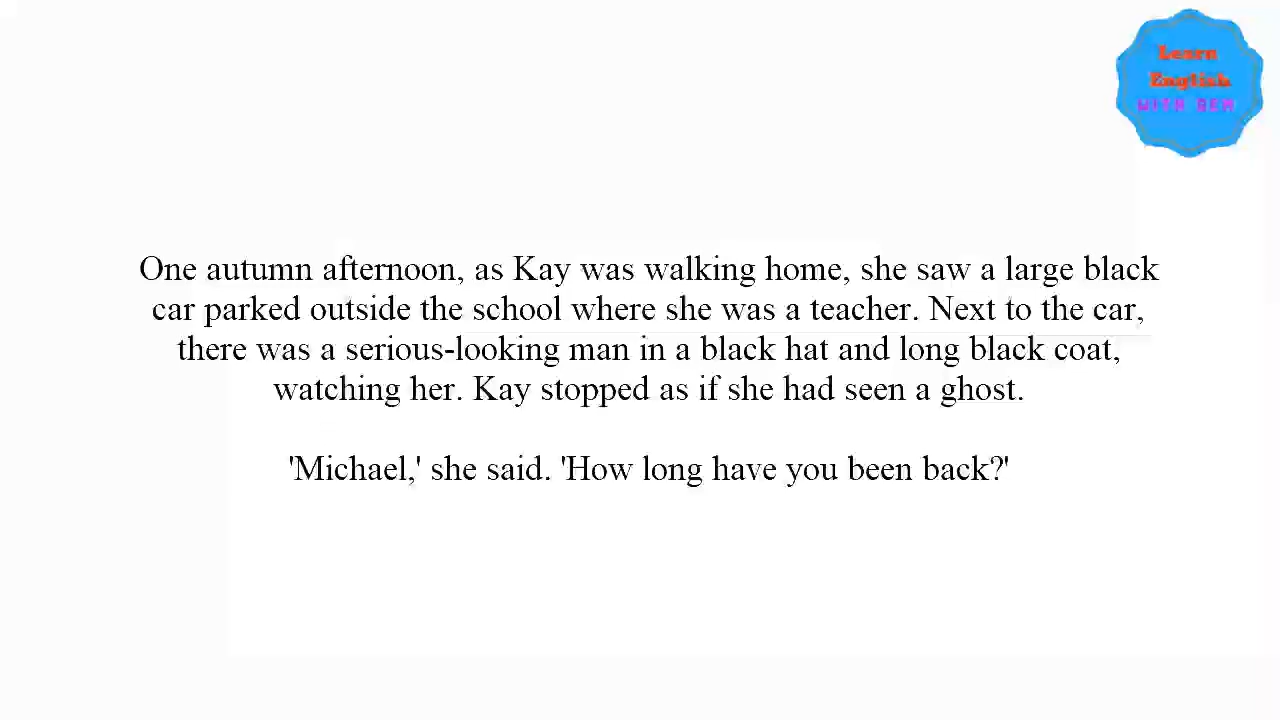 Learn
English
WITH BEN
One autumn afternoon, as Kay was walking home, she saw a large black
car parked outside the school where she was a teacher. Next to the car,
there was a serious-looking man in a black hat and long black coat,
watching her. Kay stopped as if she had seen a ghost.
'Michael,' she said. 'How long have you been back?'